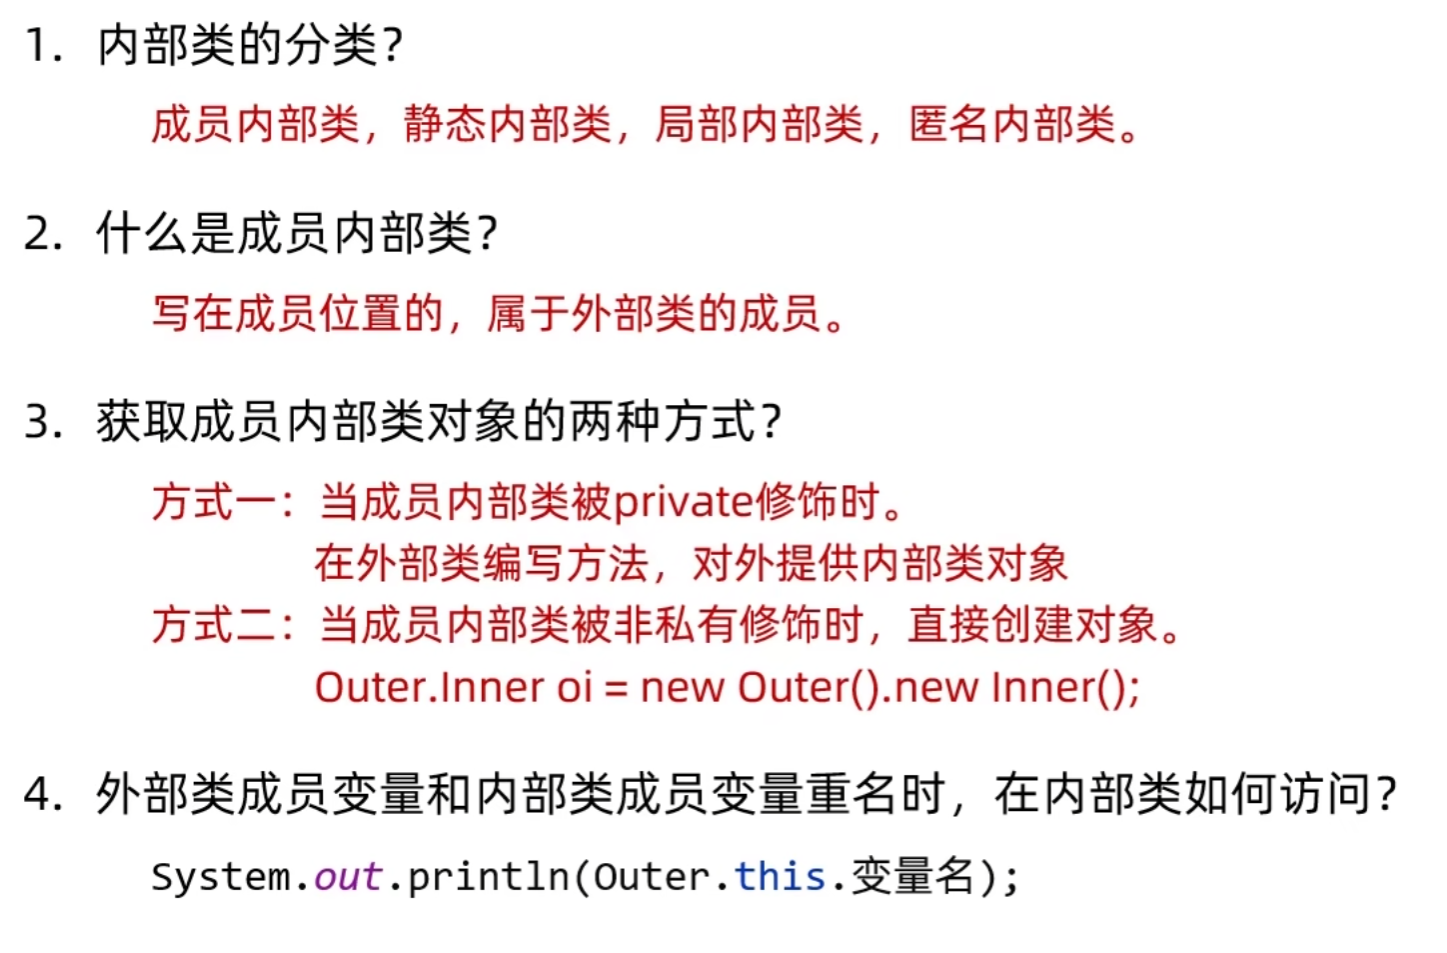 1. 内部类的分类?
成员内部类，静态内部类，局部内部类，匿名内部类。
2. 什么是成员内部类?
写在成员位置的，属于外部类的成员。
3. 获取成员内部类对象的两种方式?
方式一：当成员内部类被private修饰时。
在外部类编写方法，对外提供内部类对象
方式二：当成员内部类被非私有修饰时，直接创建对象。
Outer.Inner oi = new Outer().new Inner();
4. 外部类成员变量和内部类成员变量重名时，在内部类如何访问?
System.out.println(Outer.this.变量名);